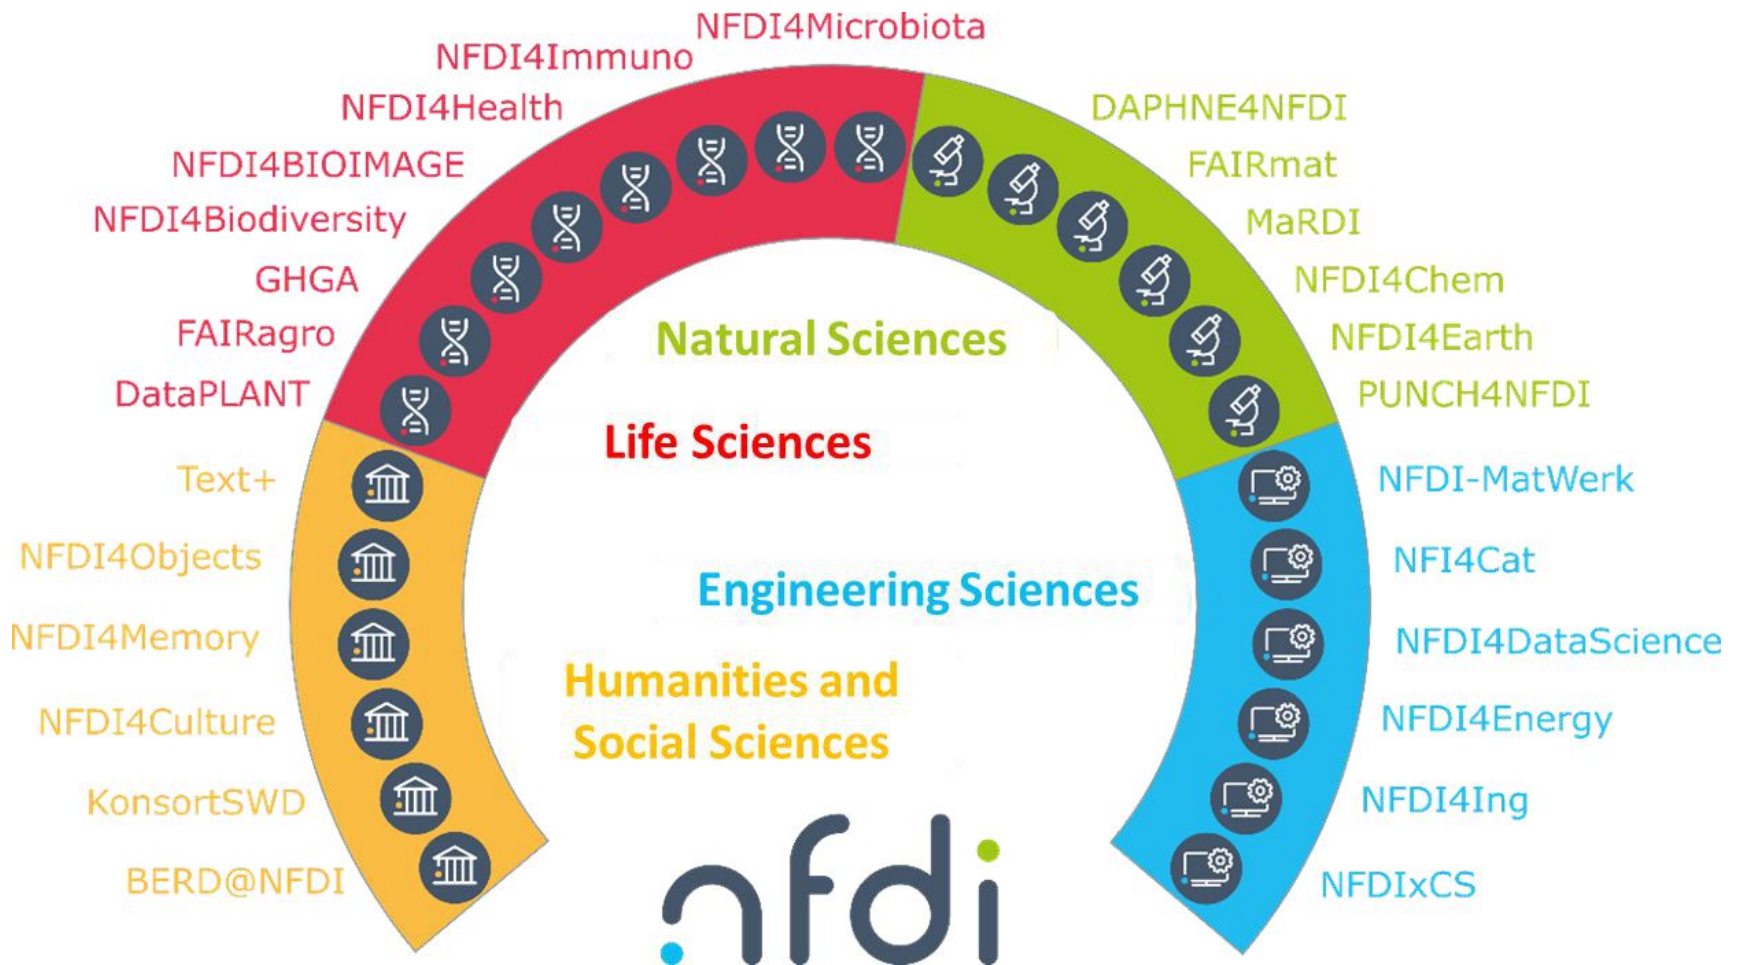 NFDI4Microbiota
NFDI4Immuno
NFDI4Health
NFDI4BIOIMAGE
NFDI4Biodiversity
GHGA
FAIRagro
DataPLANT
Text+
NFDI4Objects
NFDI4Memory
NFDI4Culture
KonsortSWD
BERD@NFDI
DAPHNE4NFDI
FAIRmat
MaRDI
NFDI4Chem
NFDI4Earth
PUNCH4NFDI
NFDI-MatWerk
NFI4Cat
NFDI4DataScience
NFDI4Energy
NFDI4Ing
NFDIxCS
Natural Sciences
Life Sciences
Engineering Sciences
Humanities and
Social Sciences
nfdi